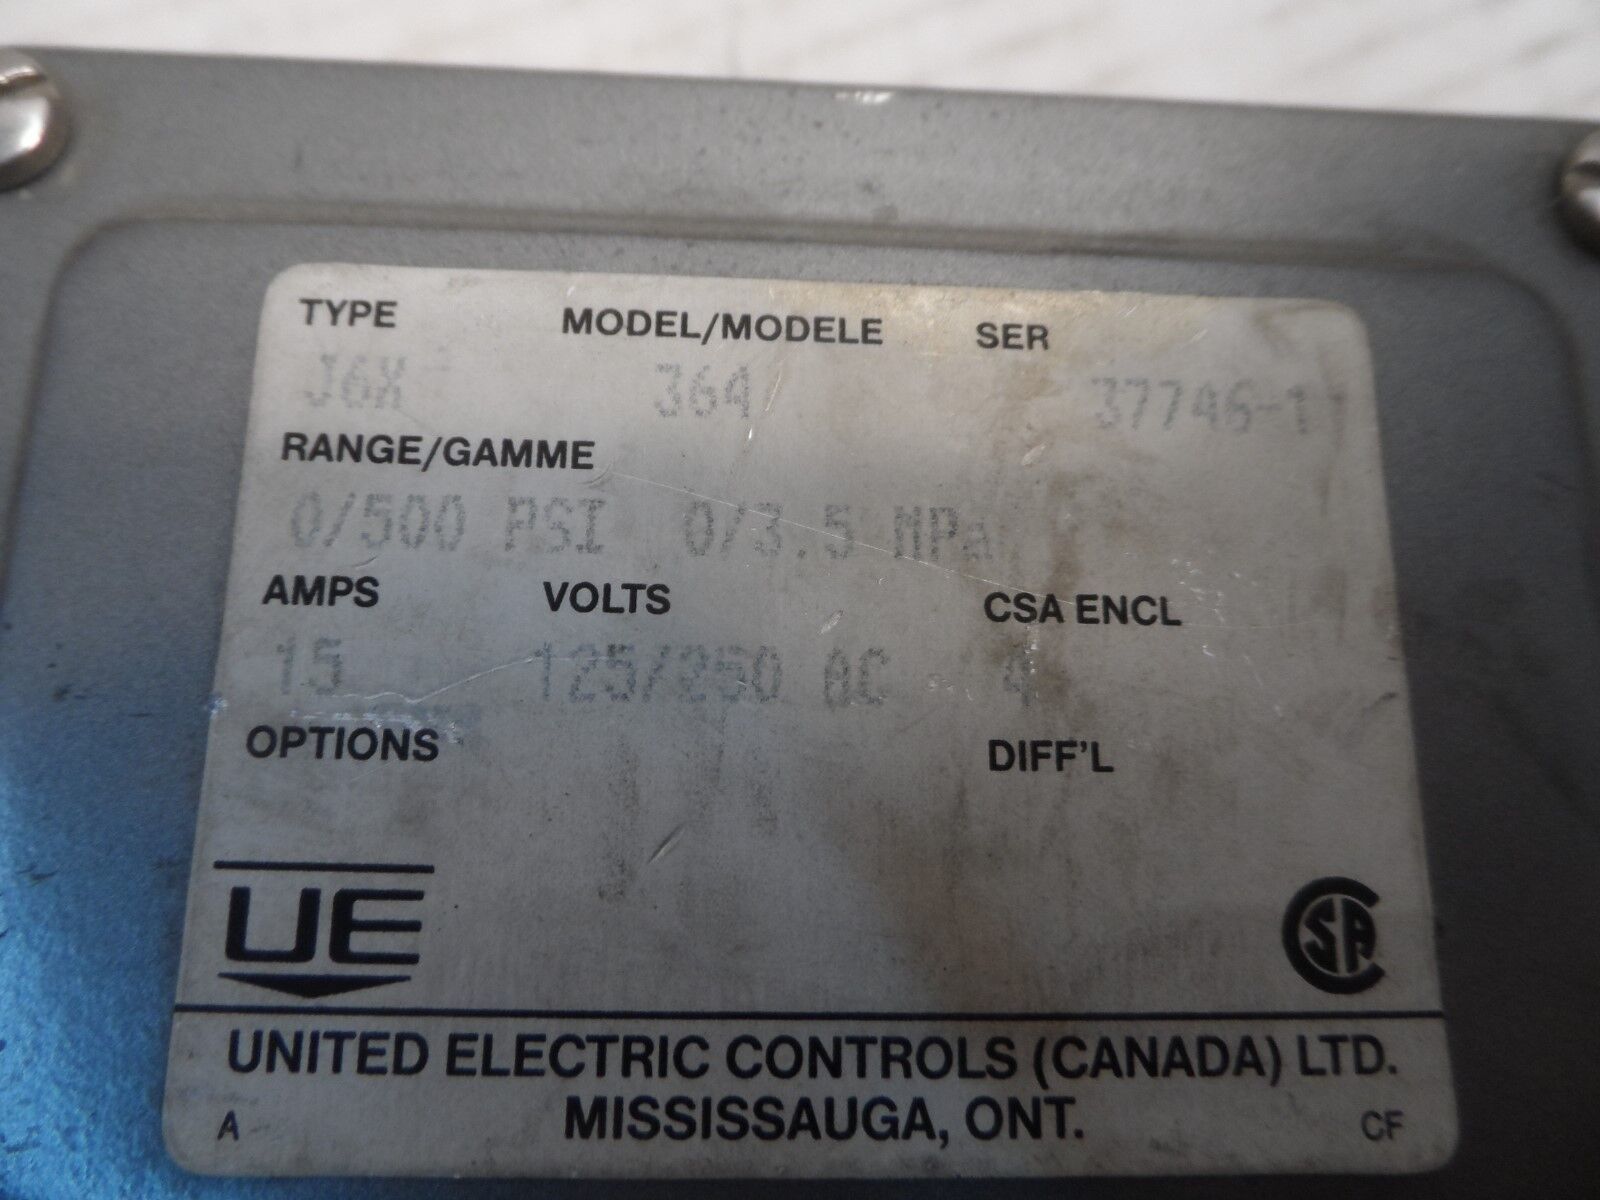 TYPE MODEL/MODELE SER
J6X 364 37746-1
RANGE/GAMME
0/500 PSI 0/3.5 MPa
AMPS VOLTS CSA ENCL
15 125/250 AC 4
OPTIONS DIFF'L
UE
CSA
UNITED ELECTRIC CONTROLS (CANADA) LTD.
A MISSISSAUGA, ONT. CF